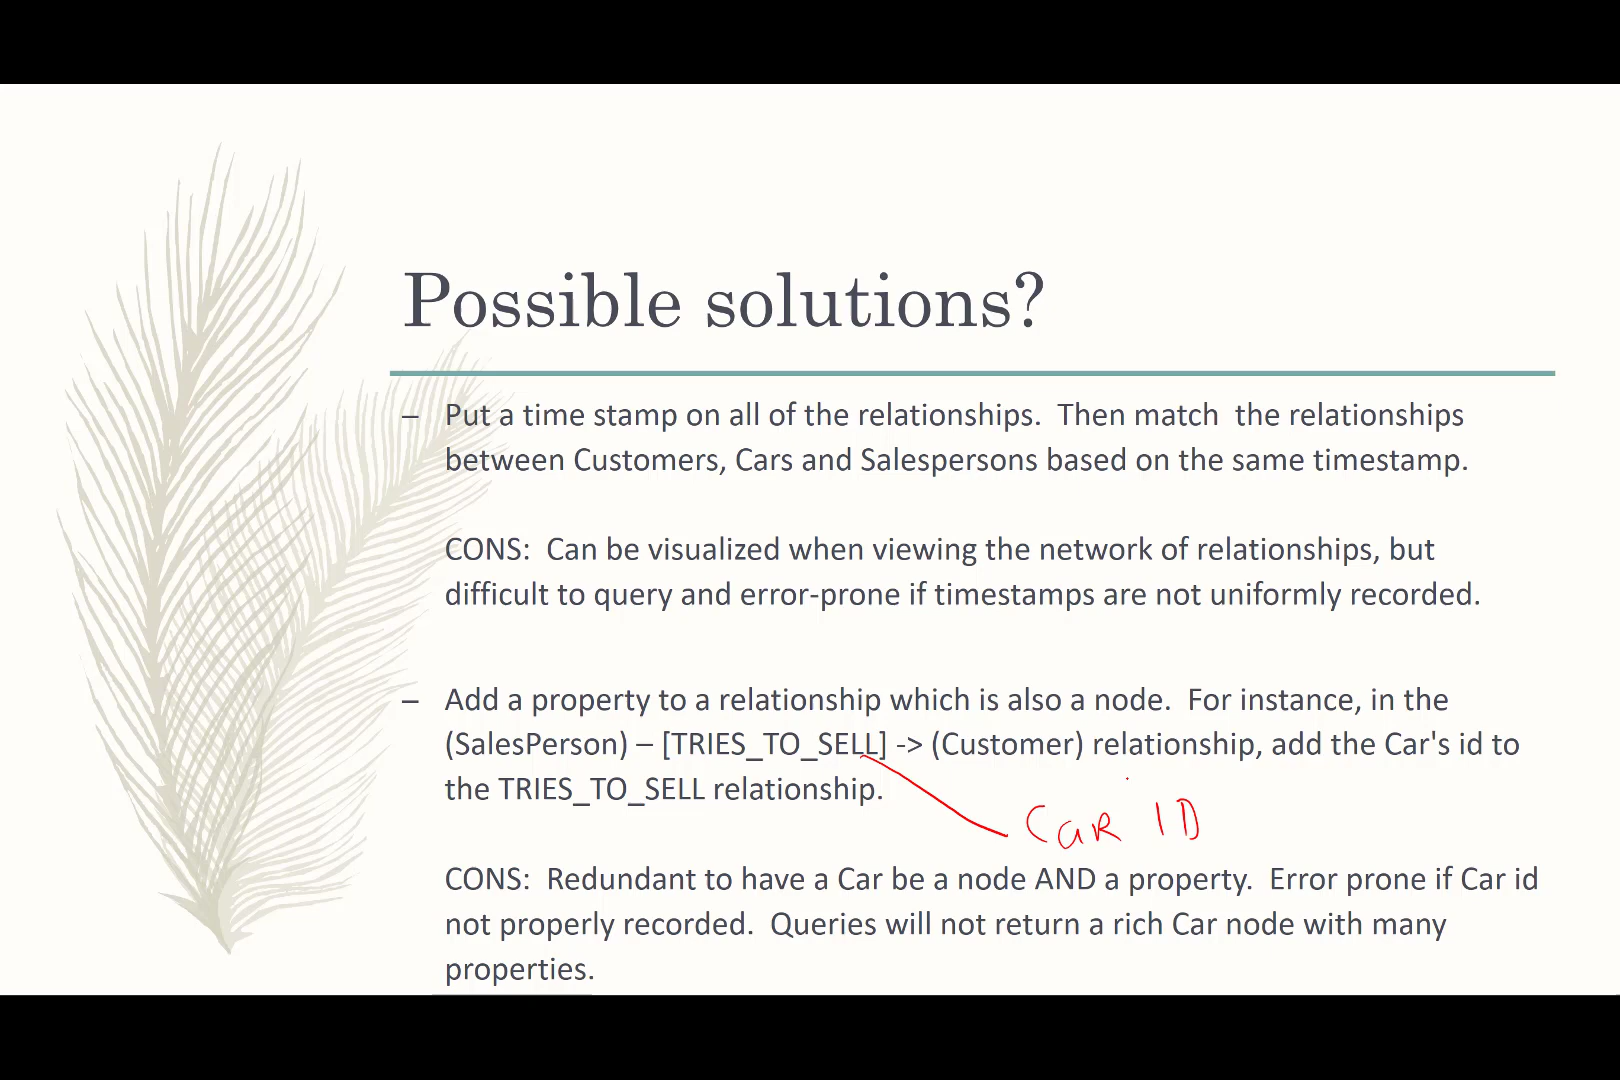 Possible solutions?
– Put a time stamp on all of the relationships. Then match the relationships
between Customers, Cars and Salespersons based on the same timestamp.
CONS: Can be visualized when viewing the network of relationships, but
difficult to query and error-prone if timestamps are not uniformly recorded.
– Add a property to a relationship which is also a node. For instance, in the
(SalesPerson) – [TRIES_TO_SELL] -> (Customer) relationship, add the Car's id to
the TRIES_TO_SELL relationship.
CaR ID
CONS: Redundant to have a Car be a node AND a property. Error prone if Car id
not properly recorded. Queries will not return a rich Car node with many
properties.